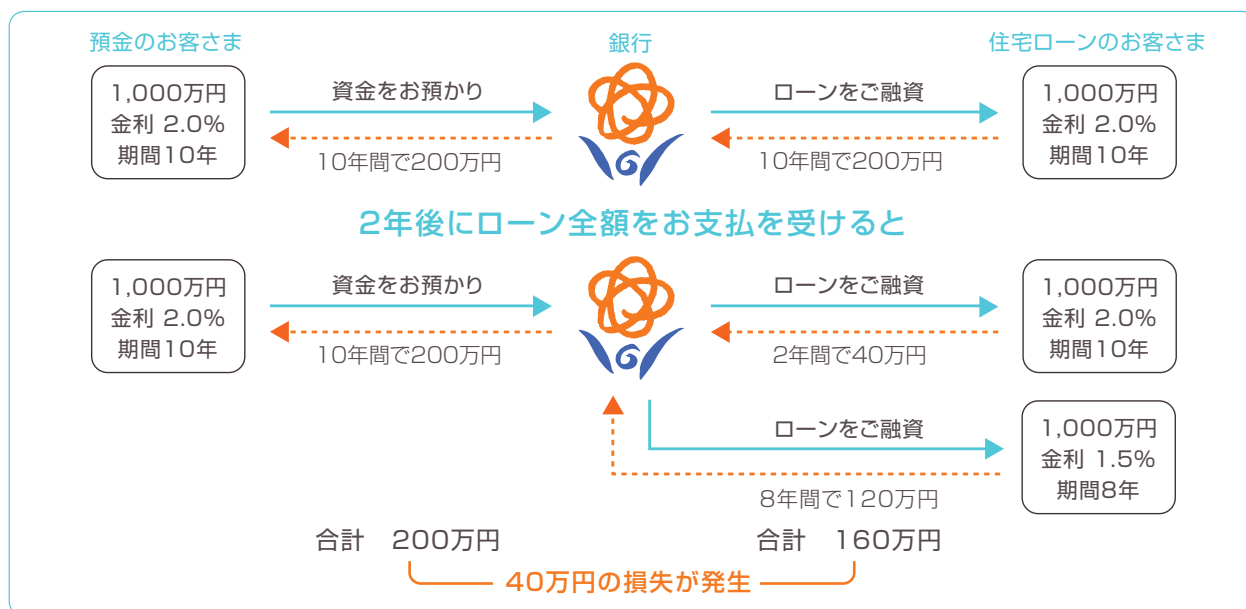 預金のお客さま
銀行
住宅ローンのお客さま
1,000万円
金利 2.0%
期間10年
資金をお預かり
10年間で200万円
ローンをご融資
10年間で200万円
1,000万円
金利 2.0%
期間10年
2年後にローン全額をお支払を受けると
1,000万円
金利 2.0%
期間10年
資金をお預かり
10年間で200万円
ローンをご融資
2年間で40万円
1,000万円
金利 2.0%
期間10年
ローンをご融資
8年間で120万円
1,000万円
金利 1.5%
期間8年
合計 200万円
合計 160万円
40万円の損失が発生